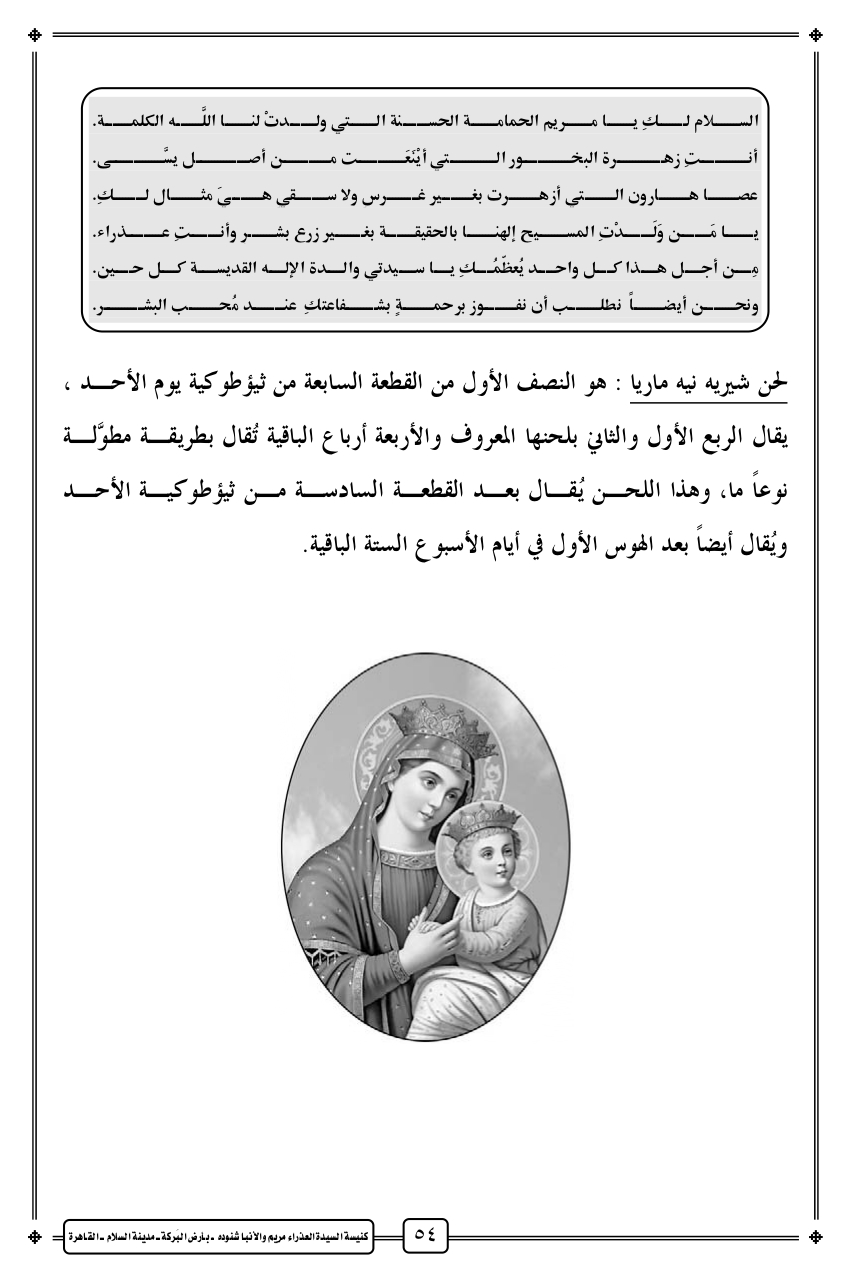 السلام لكِ يا مريم الحمامة الحسنة التي ولدتْ لنا اللَّه الكلمة.
أنتِ زهرة البخور التي أيْنَعَت من أصل يسَّى.
عصا هارون التي أزهرت بغير غرس ولا سقي هىَ مثال لكِ.
يا مَن وَلَدْتِ المسيح إلهنا بالحقيقة بغير زرع بشر وأنتِ عذراء.
مِن أجل هذا كل واحد يُعظّمُكِ يا سيدتي والدة الإله القديسة كل حين.
ونحن أيضاً نطلب أن نفوز برحمةٍ بشفاعتكِ عند مُحب البشر.
لحن شيريه نيه ماريا : هو النصف الأول من القطعة السابعة من ثيؤطوكية يوم الأحد ،
يقال الربع الأول والثاني بلحنها المعروف والأربعة أرباع الباقية تُقال بطريقة مطوَّلة
نوعاً ما، وهذا اللحن يُقال بعد القطعة السادسة من ثيؤطوكية الأحد
ويُقال أيضاً بعد الهوس الأول في أيام الأسبوع الستة الباقية.
٥٤
كنيسة السيدة العذراء مريم والأنبا شنوده - بأرض البَركة - مدينة السلام - القاهرة